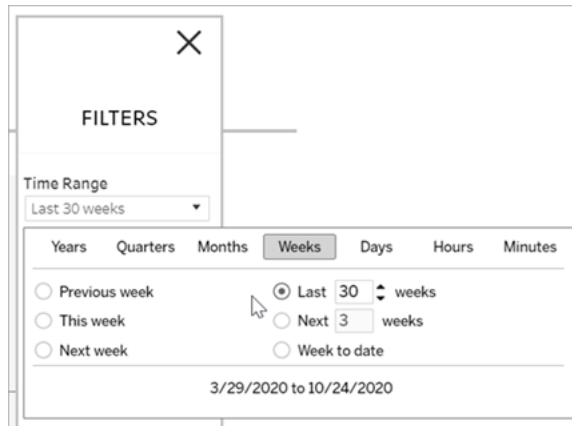 FILTERS
Time Range
Last 30 weeks
Years Quarters Months Weeks Days Hours Minutes
Previous week Last 30 weeks
This week Next 3 weeks
Next week Week to date
3/29/2020 to 10/24/2020